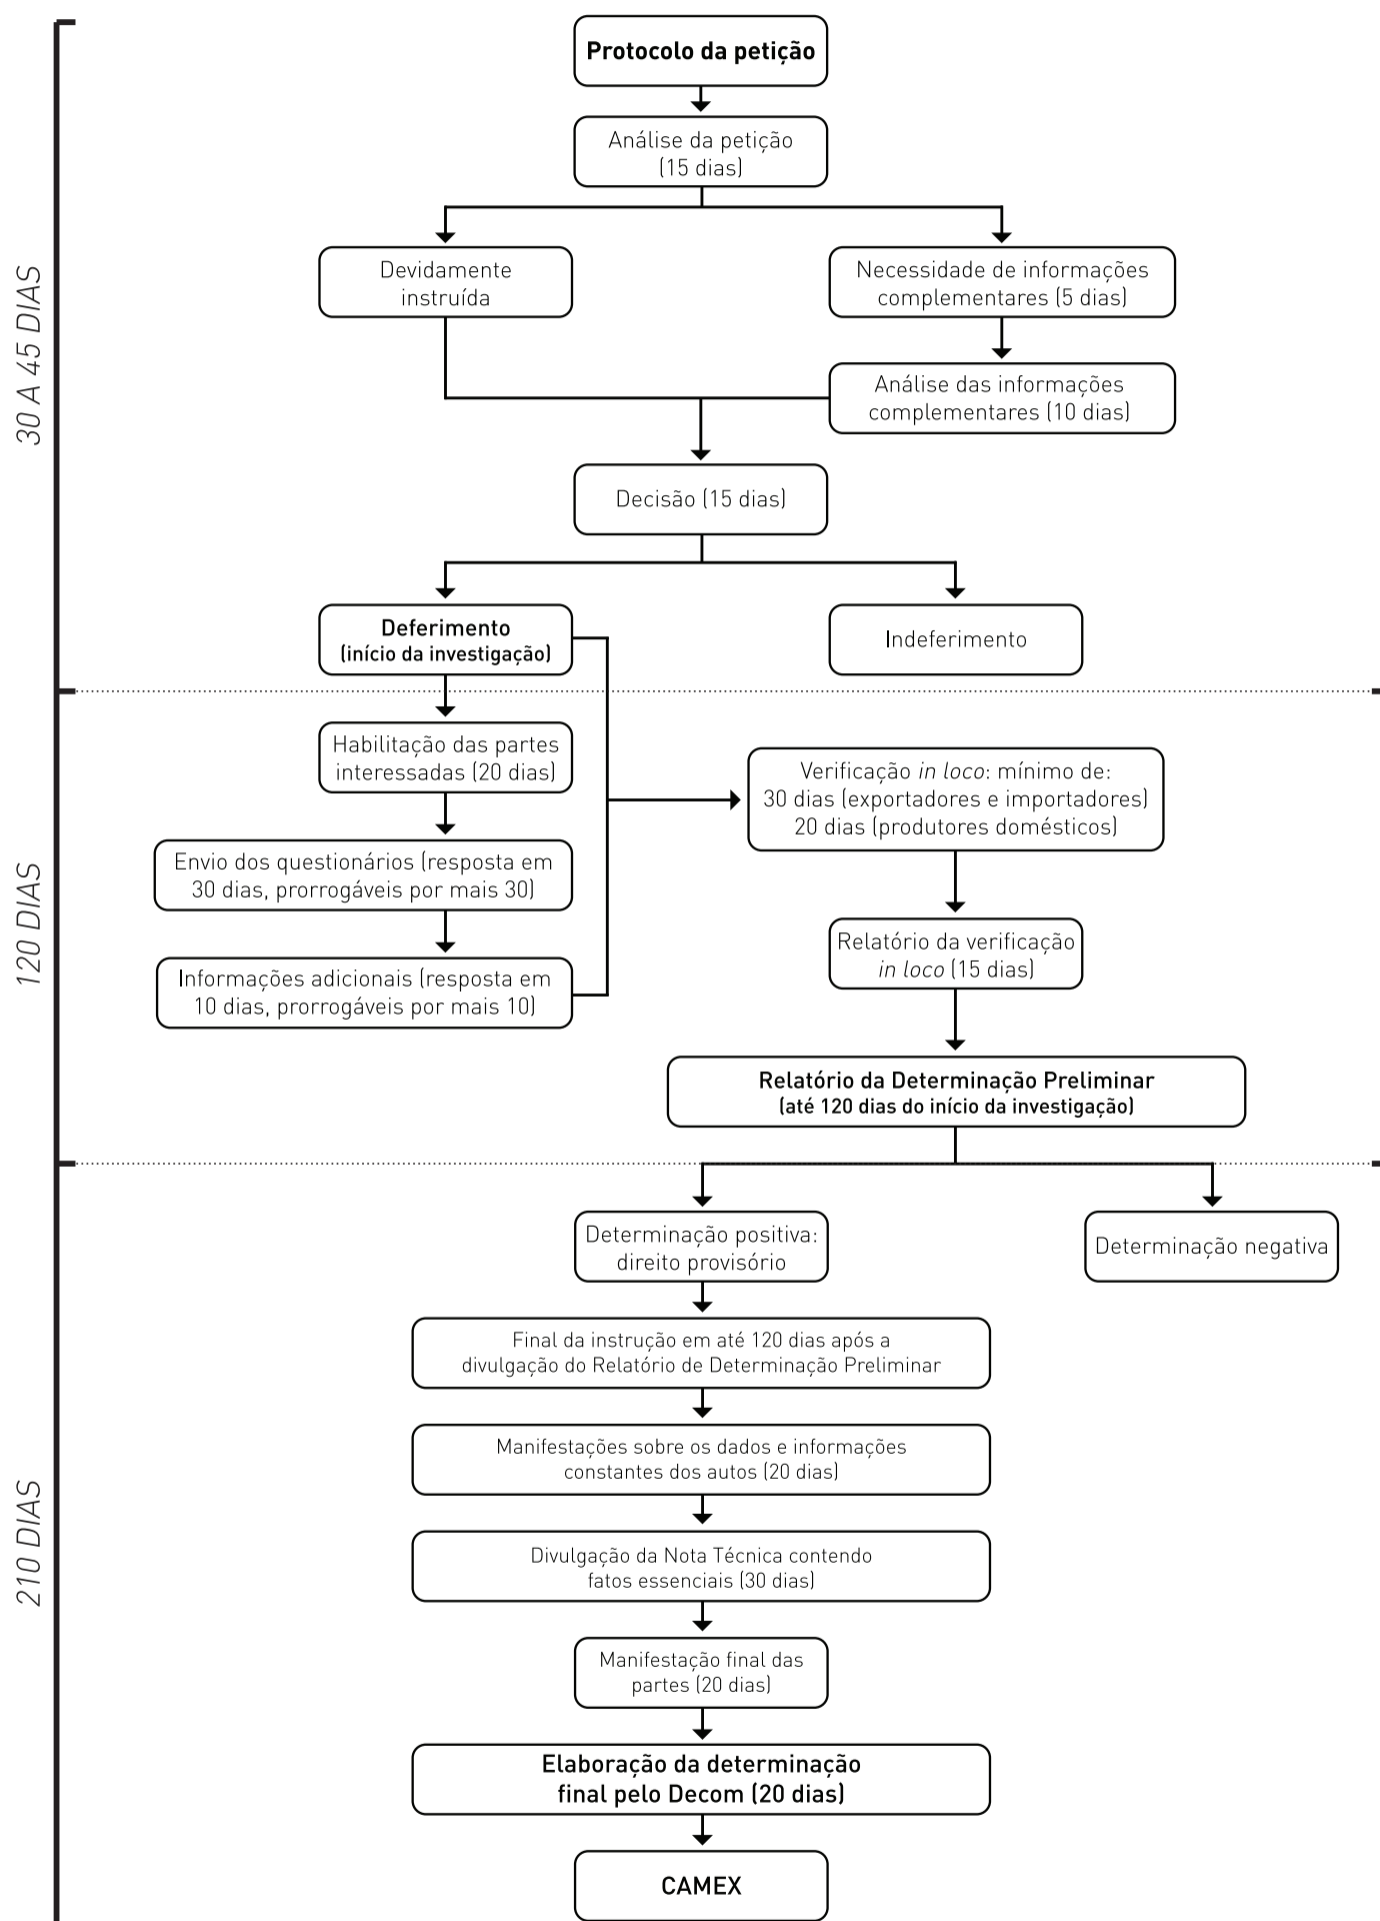 Protocolo da petição
Análise da petição
(15 dias)
Devidamente
instruída
Necessidade de informações
complementares (5 dias)
Análise das informações
complementares (10 dias)
Decisão (15 dias)
30 A 45 DIAS
Deferimento
(início da investigação)
Indeferimento
Habilitação das partes
interessadas (20 dias)
Envio dos questionários (resposta em
30 dias, prorrogáveis por mais 30)
Informações adicionais (resposta em
10 dias, prorrogáveis por mais 10)
Verificação in loco: mínimo de:
30 dias (exportadores e importadores)
20 dias (produtores domésticos)
Relatório da verificação
in loco (15 dias)
Relatório da Determinação Preliminar
(até 120 dias do início da investigação)
120 DIAS
Determinação positiva:
direito provisório
Determinação negativa
Final da instrução em até 120 dias após a
divulgação do Relatório de Determinação Preliminar
Manifestações sobre os dados e informações
constantes dos autos (20 dias)
Divulgação da Nota Técnica contendo
fatos essenciais (30 dias)
Manifestação final das
partes (20 dias)
Elaboração da determinação
final pelo Decom (20 dias)
CAMEX
210 DIAS